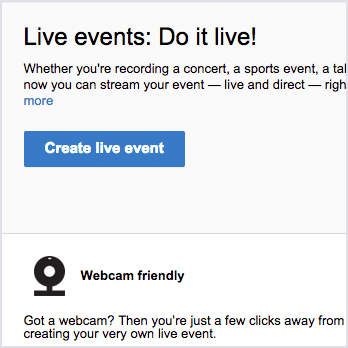 Live events: Do it live!
Whether you're recording a concert, a sports event, a
now you can stream your event — live and direct —
more
Create live event
Webcam friendly
Got a webcam? Then you're just a few clicks away from
creating your very own live event.